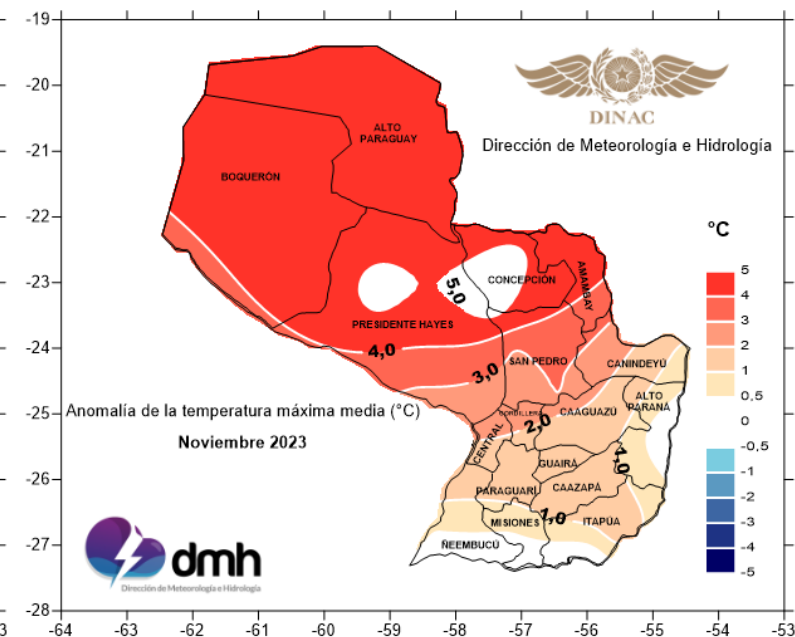 -19
-20
-21
-22
-23
-24
-25
-26
-27
-28
3
-64
-63
-62
-61
-60
-59
-58
-57
-56
-55
-54
-53
DINAC
Dirección de Meteorología e Hidrología
°C
5
4
3
2
1
0,5
0
-0,5
-1
-2
-3
-4
-5
ALTO
PARAGUAY
BOQUERÓN
CONCEPCIÓN
AMAMBAY
5,0
PRESIDENTE HAYES
4,0
SAN PEDRO
CANINDEYÚ
3,0
ALTO
PARANÁ
CORDILLERA
CAAGUAZÚ
2,0
CENTRAL
GUAIRÁ
1,0
PARAGUARÍ
CAAZAPÁ
MISIONES
1,0
ITAPÚA
ÑEEMBUCÚ
Anomalía de la temperatura máxima media (°C)
Noviembre 2023
dmh
Dirección de Meteorología e Hidrología